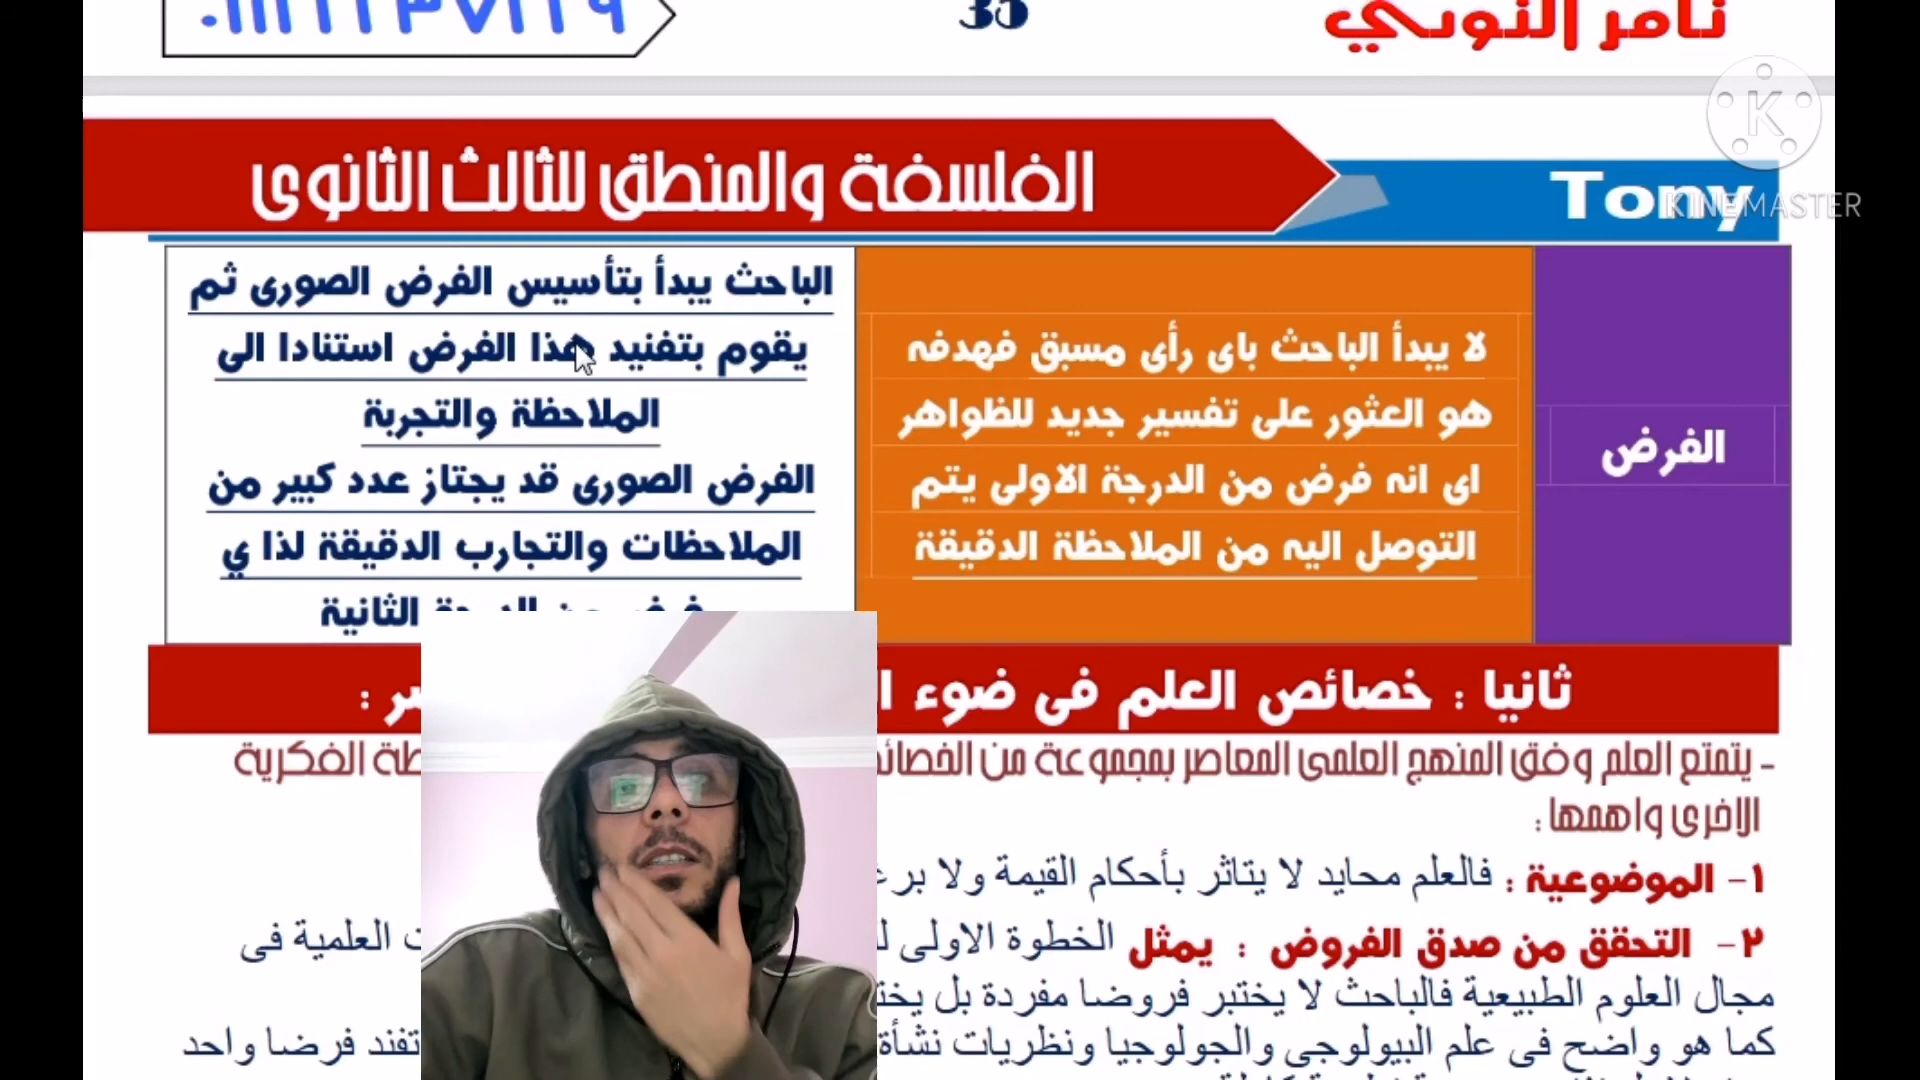 35
الفلسفة والمنطق للثالث الثانوى
Tony
KINEMASTER
الفرض
لا يبدأ الباحث باى رأى مسبق فهدفه
هو العثور على تفسير جديد للظواهر
اى انه فرض من الدرجة الاولى يتم
التوصل اليه من الملاحظة الدقيقة
الباحث يبدأ بتأسيس الفرض الصورى ثم
يقوم بتفنيد هذا الفرض استنادا الى
الملاحظة والتجربة
الفرض الصورى قد يجتاز عدد كبير من
الملاحظات والتجارب الدقيقة لذا ي
الثانية
ثانيا : خصائص العلم فى ضوء
- يتمتع العلم وفق المنهج العلمى المعاصر بمجموعة من الفكرية
الاخرى واهمها :
١- الموضوعية : فالعلم محايد لا يتاثر بأحكام القيمة ولا
٢- التحقق من صدق الفروض : يمثل الخطوة الاولى العلمية فى
مجال العلوم الطبيعية فالباحث لا يختبر فروضا مفردة بل
كما هو واضح فى علم البيولوجى والجولوجيا ونظريات نشأة تفند فرضا واحد